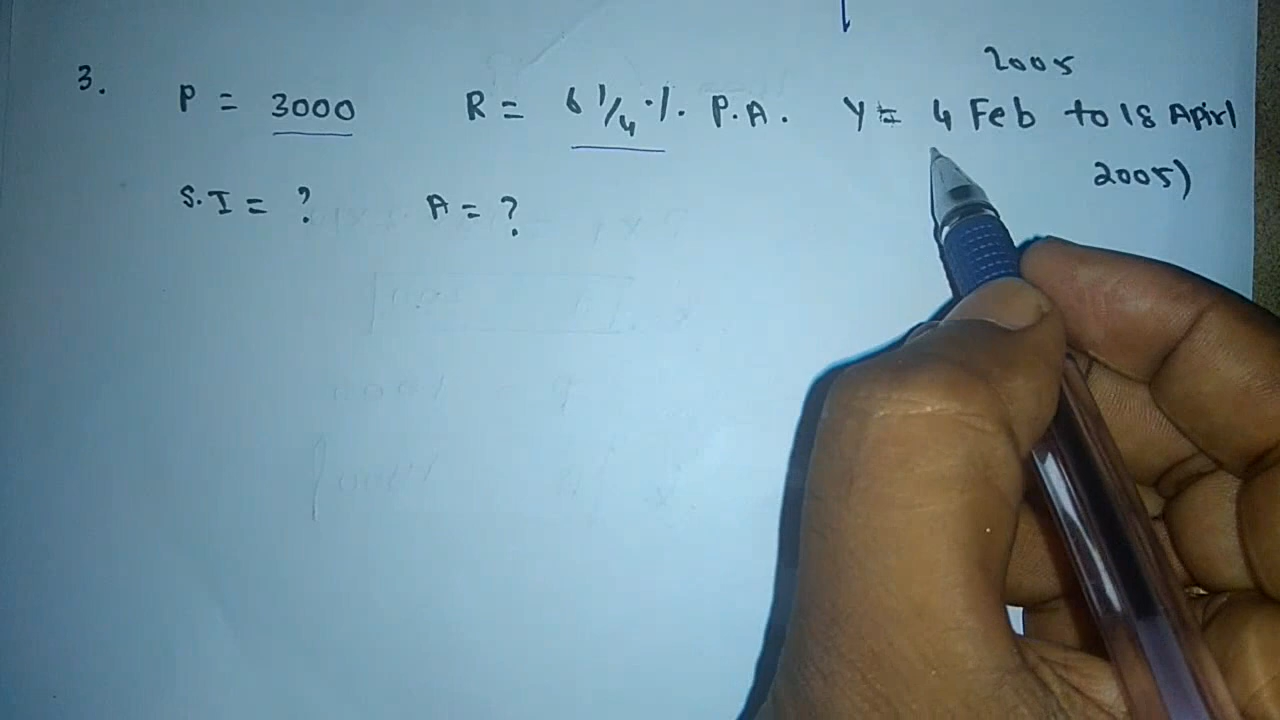 2005
3. P = 3000 R = 6 1/4 % P.A. Y = 4 Feb to 18 Apirl
2005)
S.I = ? A = ?